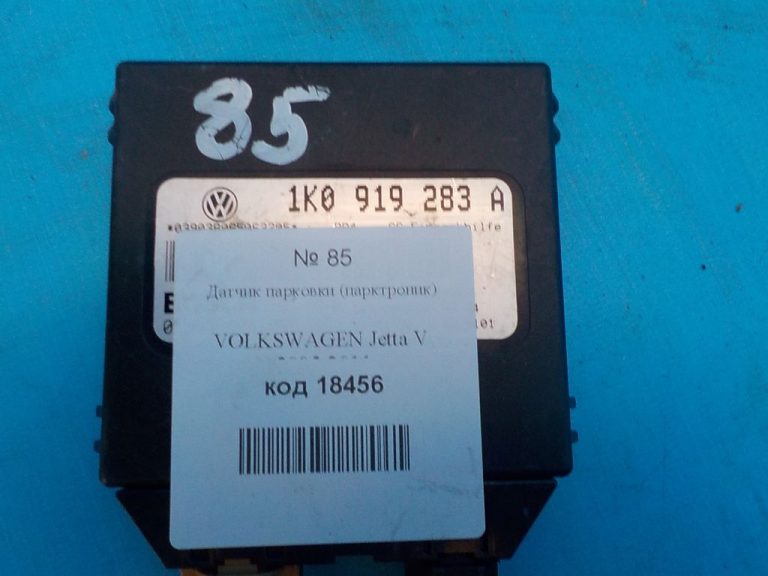 85
1K0 919 283 A
№ 85
Датчик парковки (парктроник)
VOLKSWAGEN Jetta V
код 18456